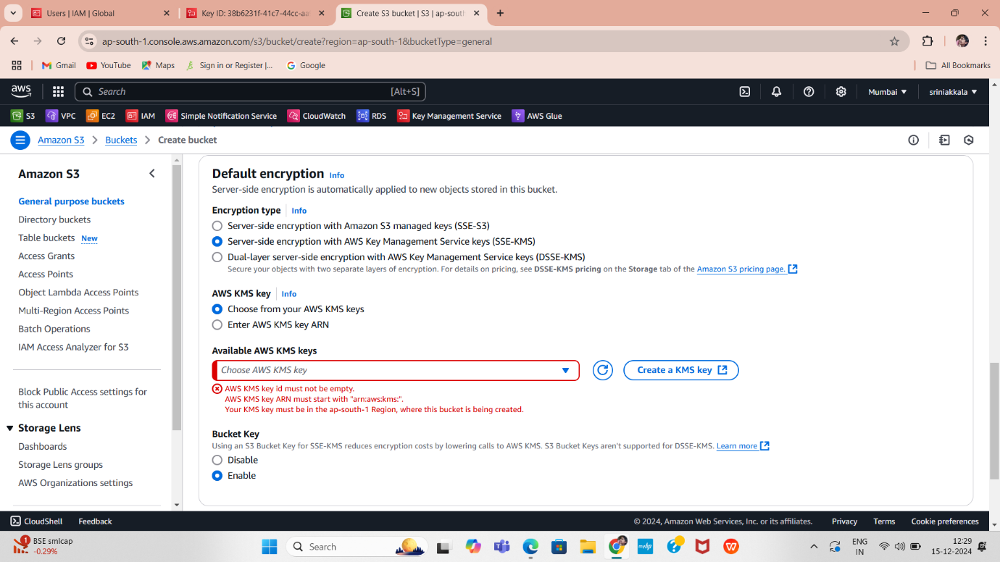 Users | IAM | Global
Key ID: 38b6231f-41c7-44cc-aa
Create S3 bucket | S3 | ap-sout
ap-south-1.console.aws.amazon.com/s3/bucket/create?region=ap-south-1&bucketType=general
Gmail
YouTube
Maps
Sign in or Register |...
Google
All Bookmarks
aws
Search
[Alt+S]
Mumbai
sriniakkala
S3
VPC
EC2
IAM
Simple Notification Service
CloudWatch
RDS
Key Management Service
AWS Glue
Amazon S3
Buckets
Create bucket
Amazon S3
General purpose buckets
Directory buckets
Table buckets New
Access Grants
Access Points
Object Lambda Access Points
Multi-Region Access Points
Batch Operations
IAM Access Analyzer for S3
Block Public Access settings for
this account
Storage Lens
Dashboards
Storage Lens groups
AWS Organizations settings
Default encryption Info
Server-side encryption is automatically applied to new objects stored in this bucket.
Encryption type Info
Server-side encryption with Amazon S3 managed keys (SSE-S3)
Server-side encryption with AWS Key Management Service keys (SSE-KMS)
Dual-layer server-side encryption with AWS Key Management Service keys (DSSE-KMS)
Secure your objects with two separate layers of encryption. For details on pricing, see DSSE-KMS pricing on the Storage tab of the Amazon S3 pricing page.
AWS KMS key Info
Choose from your AWS KMS keys
Enter AWS KMS key ARN
Available AWS KMS keys
Choose AWS KMS key
Create a KMS key
AWS KMS key id must not be empty.
AWS KMS key ARN must start with "arn:aws:kms:".
Your KMS key must be in the ap-south-1 Region, where this bucket is being created.
Bucket Key
Using an S3 Bucket Key for SSE-KMS reduces encryption costs by lowering calls to AWS KMS. S3 Bucket Keys aren't supported for DSSE-KMS. Learn more
Disable
Enable
CloudShell
Feedback
© 2024, Amazon Web Services, Inc. or its affiliates.
Privacy
Terms
Cookie preferences
1
BSE smlcap
-0.29%
Search
myhp
ENG
IN
12:29
15-12-2024